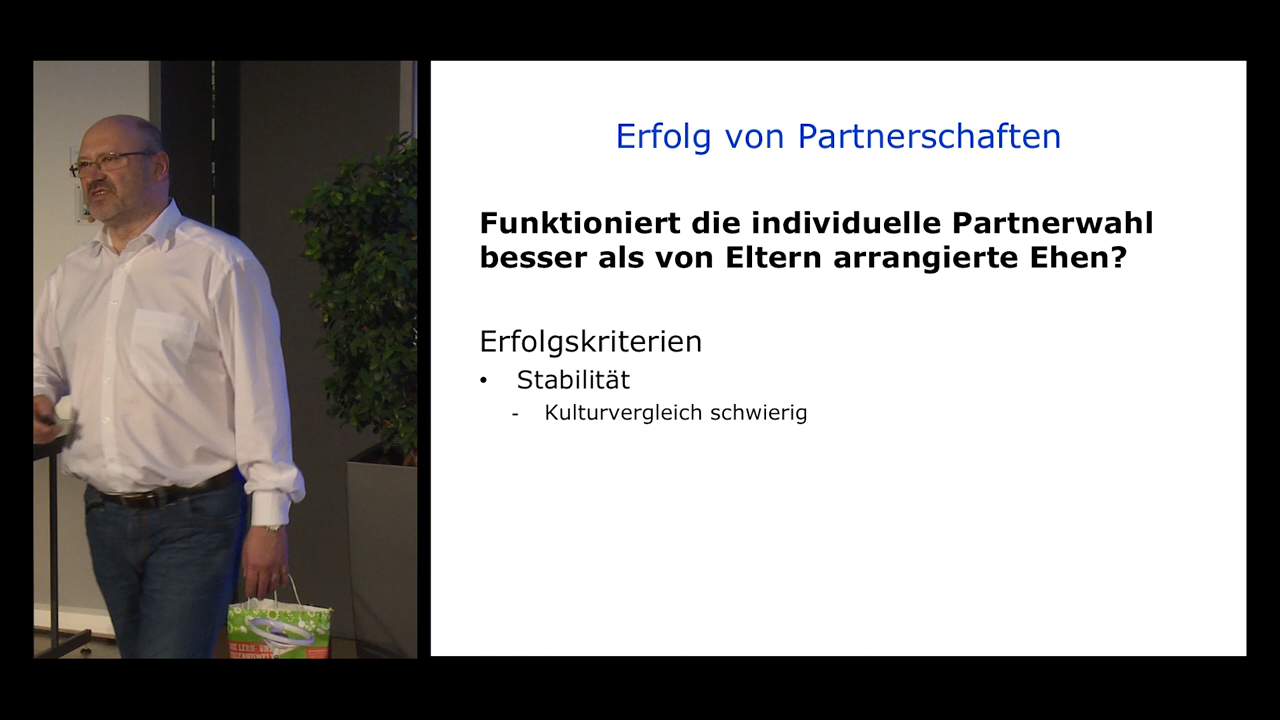 Erfolg von Partnerschaften
Funktioniert die individuelle Partnerwahl
besser als von Eltern arrangierte Ehen?
Erfolgskriterien
• Stabilität
- Kulturvergleich schwierig